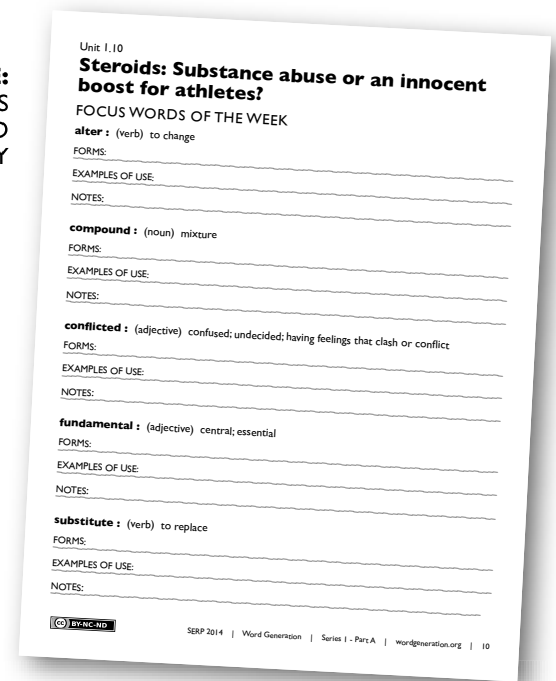 E:
S
D
Y
Unit 1.10
Steroids: Substance abuse or an innocent
boost for athletes?
FOCUS WORDS OF THE WEEK
alter : (verb) to change
FORMS:
EXAMPLES OF USE:
NOTES:
compound : (noun) mixture
FORMS:
EXAMPLES OF USE:
NOTES:
conflicted : (adjective) confused; undecided; having feelings that clash or conflict
FORMS:
EXAMPLES OF USE:
NOTES:
fundamental : (adjective) central; essential
FORMS:
EXAMPLES OF USE:
NOTES:
substitute : (verb) to replace
FORMS:
EXAMPLES OF USE:
NOTES:
cc BY-NC-ND
SERP 2014 | Word Generation | Series 1 - Part A | wordgeneration.org | 10